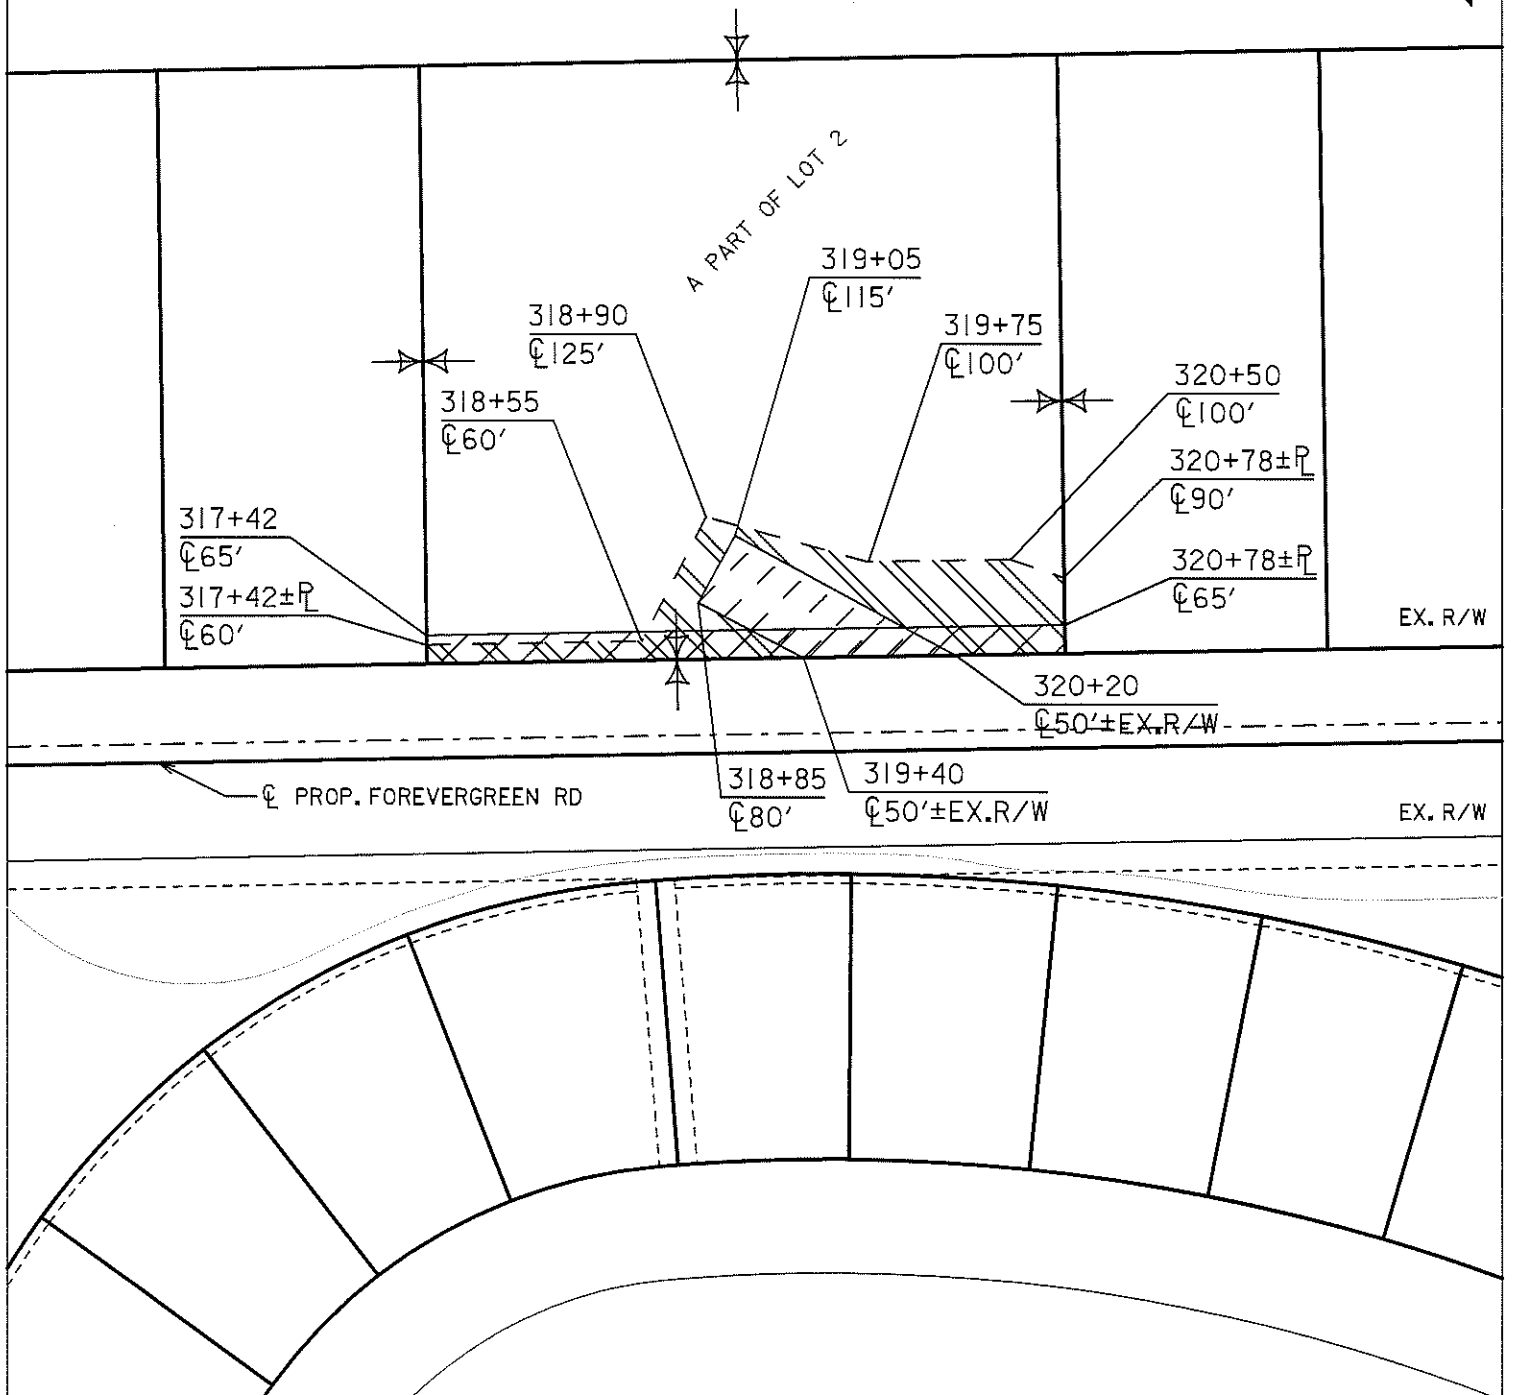 A PART OF LOT 2
319+05
℄115'
318+90
℄125'
319+75
℄100'
318+55
℄60'
320+50
℄100'
320+78±PL
℄90'
317+42
℄65'
320+78±PL
℄65'
317+42±PL
℄60'
EX. R/W
320+20
℄50'±EX.R/W
318+85
℄80'
319+40
℄50'±EX.R/W
℄ PROP. FOREVERGREEN RD
EX. R/W